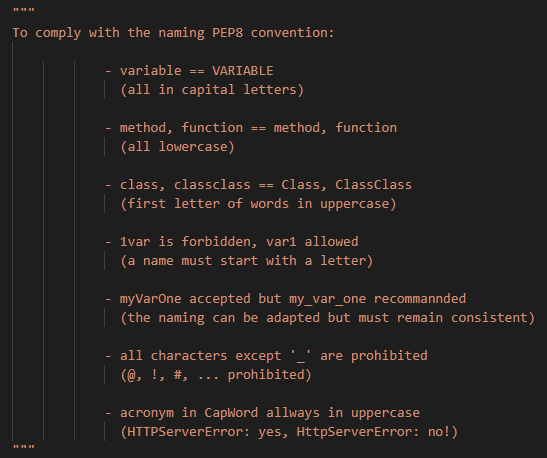 """
To comply with the naming PEP8 convention:
- variable == VARIABLE
(all in capital letters)
- method, function == method, function
(all lowercase)
- class, classclass == Class, ClassClass
(first letter of words in uppercase)
- 1var is forbidden, var1 allowed
(a name must start with a letter)
- myVarOne accepted but my_var_one recommannded
(the naming can be adapted but must remain consistent)
- all characters except '_' are prohibited
(@, !, #, ... prohibited)
- acronym in CapWord allways in uppercase
(HTTPServerError: yes, HttpServerError: no!)
"""